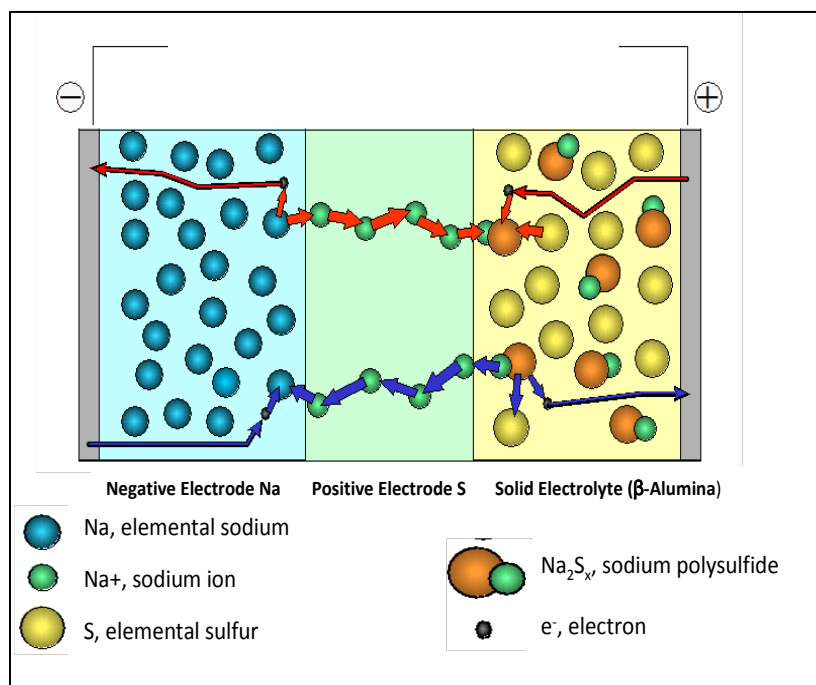 −
+
Negative Electrode Na
Positive Electrode S
Solid Electrolyte (β-Alumina)
Na, elemental sodium
Na+, sodium ion
S, elemental sulfur
Na₂Sₓ, sodium polysulfide
e⁻, electron